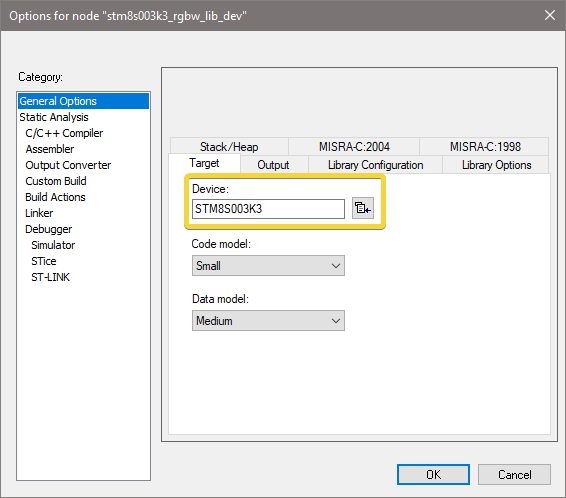 Options for node "stm8s003k3_rgbw_lib_dev"
Category:
General Options
Static Analysis
C/C++ Compiler
Assembler
Output Converter
Custom Build
Build Actions
Linker
Debugger
Simulator
STice
ST-LINK
Stack/Heap MISRA-C:2004 MISRA-C:1998
Target Output Library Configuration Library Options
Device:
STM8S003K3
Code model:
Small
Data model:
Medium
OK Cancel